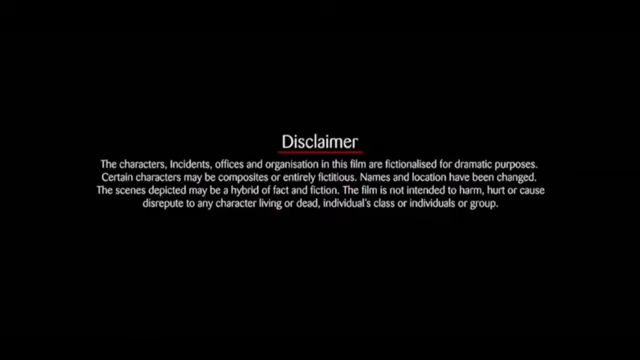 Disclaimer
The characters, Incidents, offices and organisation in this film are fictionalised for dramatic purposes.
Certain characters may be composites or entirely fictitious. Names and location have been changed.
The scenes depicted may be a hybrid of fact and fiction. The film is not intended to harm, hurt or cause
disrepute to any character living or dead, individual's class or individuals or group.